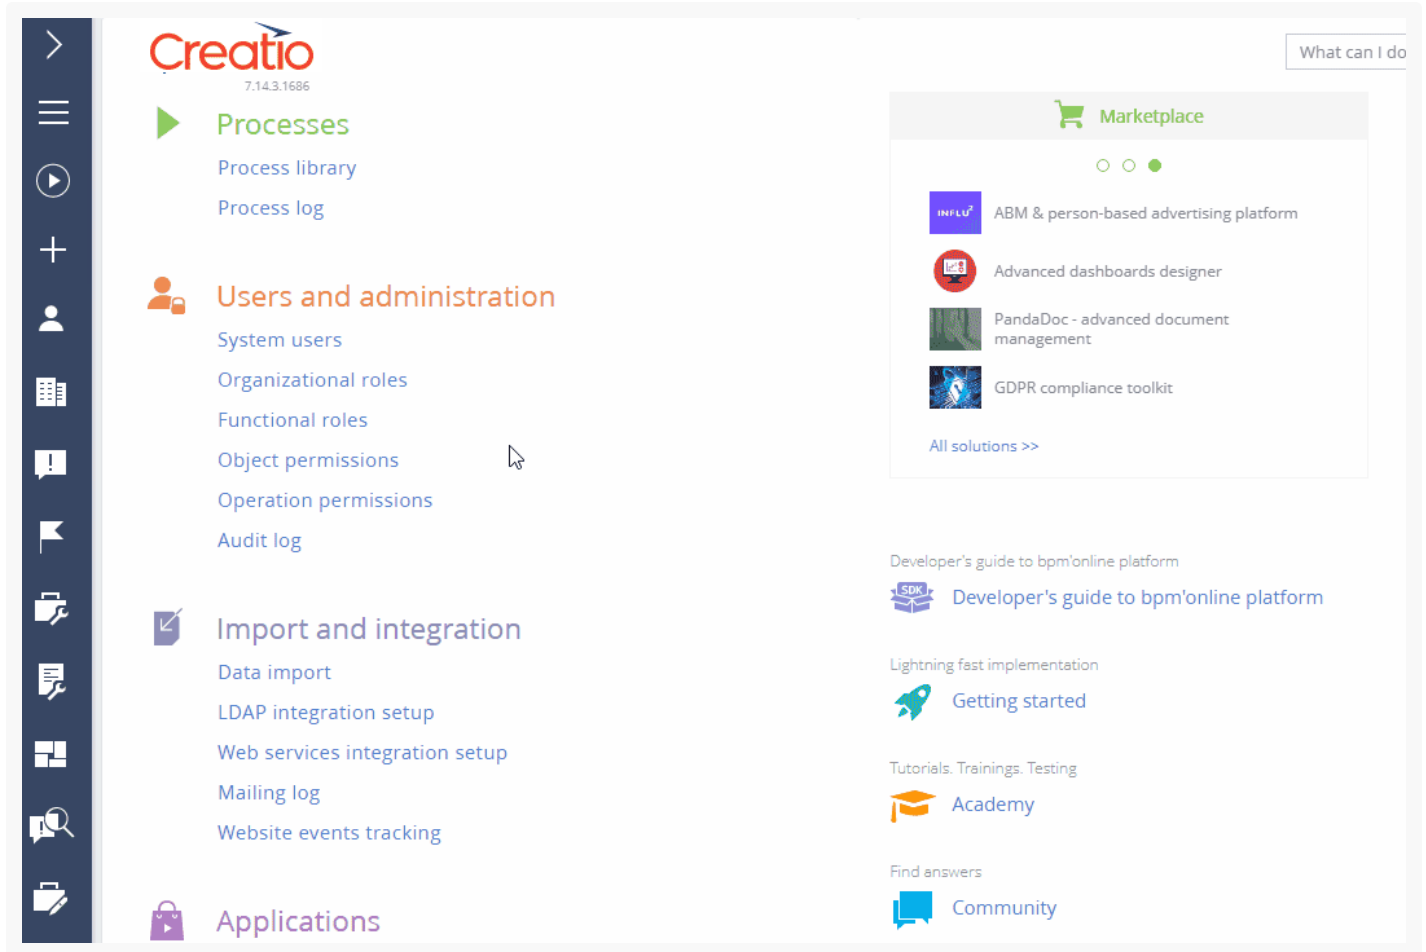 Creatio
7.14.3.1686
What can I do
Processes
Process library
Process log
Users and administration
System users
Organizational roles
Functional roles
Object permissions
Operation permissions
Audit log
Import and integration
Data import
LDAP integration setup
Web services integration setup
Mailing log
Website events tracking
Applications
Marketplace
INFLU²
ABM & person-based advertising platform
Advanced dashboards designer
PandaDoc - advanced document
management
GDPR compliance toolkit
All solutions >>
Developer's guide to bpm'online platform
SDK
Developer's guide to bpm'online platform
Lightning fast implementation
Getting started
Tutorials. Trainings. Testing
Academy
Find answers
Community